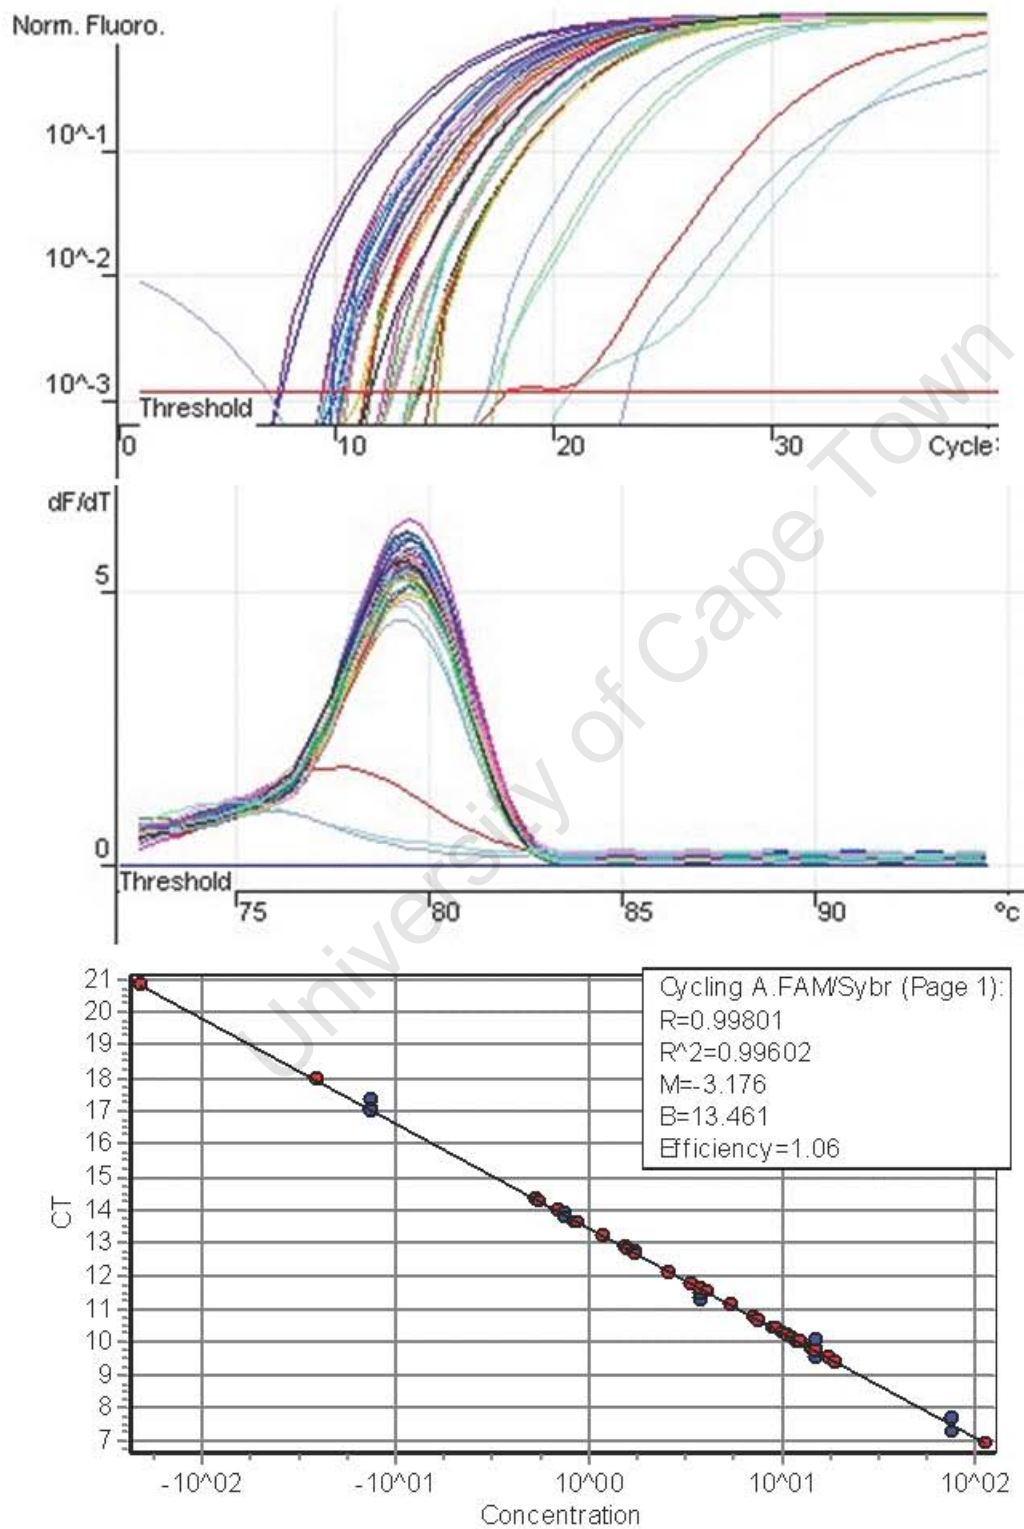 Norm. Fluoro.
10^-1
10^-2
10^-3
Threshold
0
10
20
30
Cycle:
dF/dT
5
0
Threshold
75
80
85
90
ºc
University of Cape Town
21
20
19
18
17
16
15
14
13
12
11
10
9
8
7
CT
Cycling A.FAM/Sybr (Page 1):
R=0.99801
R^2=0.99602
M=-3.176
B=13.461
Efficiency=1.06
-10^02
-10^01
10^00
10^01
10^02
Concentration